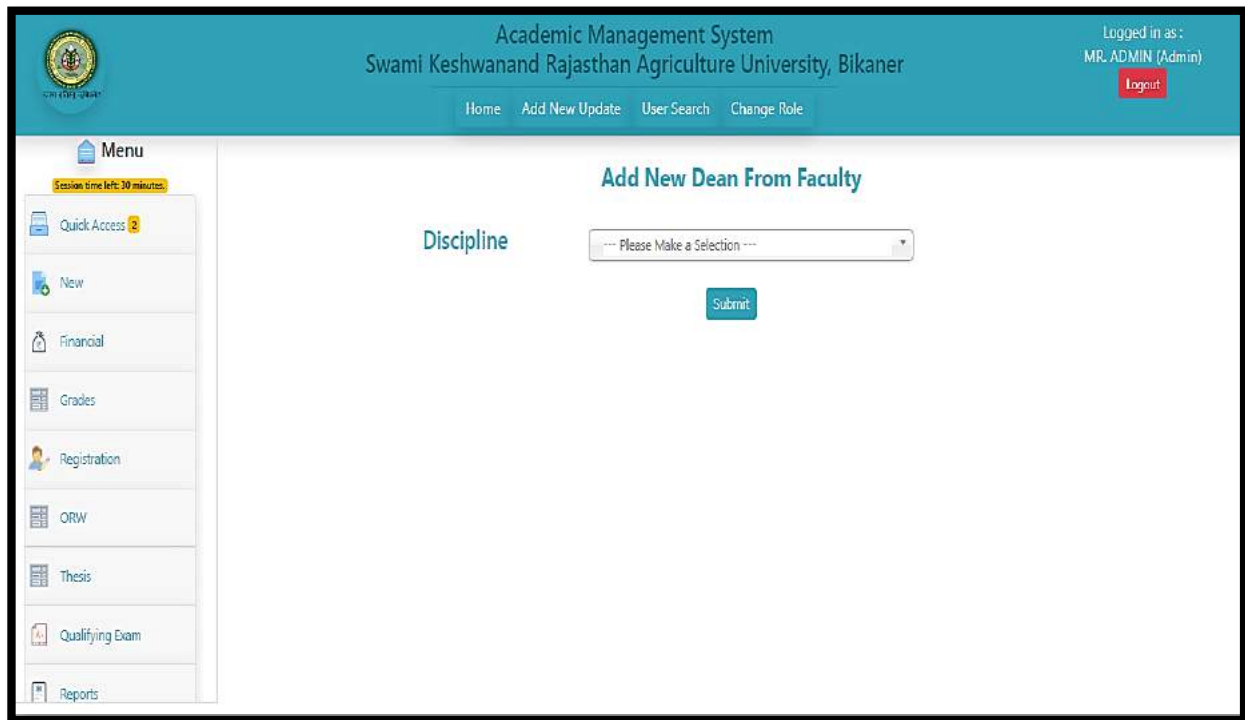 Academic Management System
Swami Keshwanand Rajasthan Agriculture University, Bikaner
Home Add New Update User Search Change Role
Logged in as :
MR. ADMIN (Admin)
Logout
Menu
Session time left: 30 minutes.
Quick Access 2
New
Financial
Grades
Registration
ORW
Thesis
Qualifying Exam
Reports
Add New Dean From Faculty
Discipline
--- Please Make a Selection ---
Submit